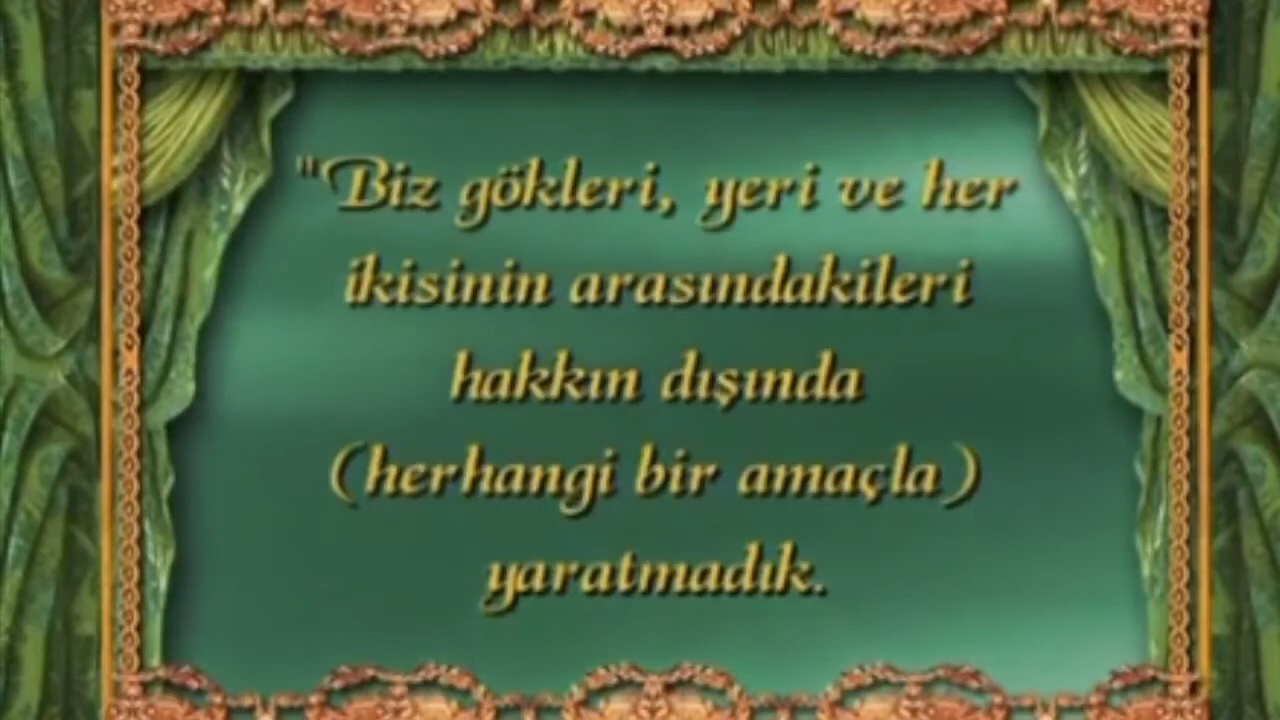 "Biz gökleri, yeri ve her
ikisinin arasındakileri
hakkın dışında
(herhangi bir amaçla)
yaratmadık.